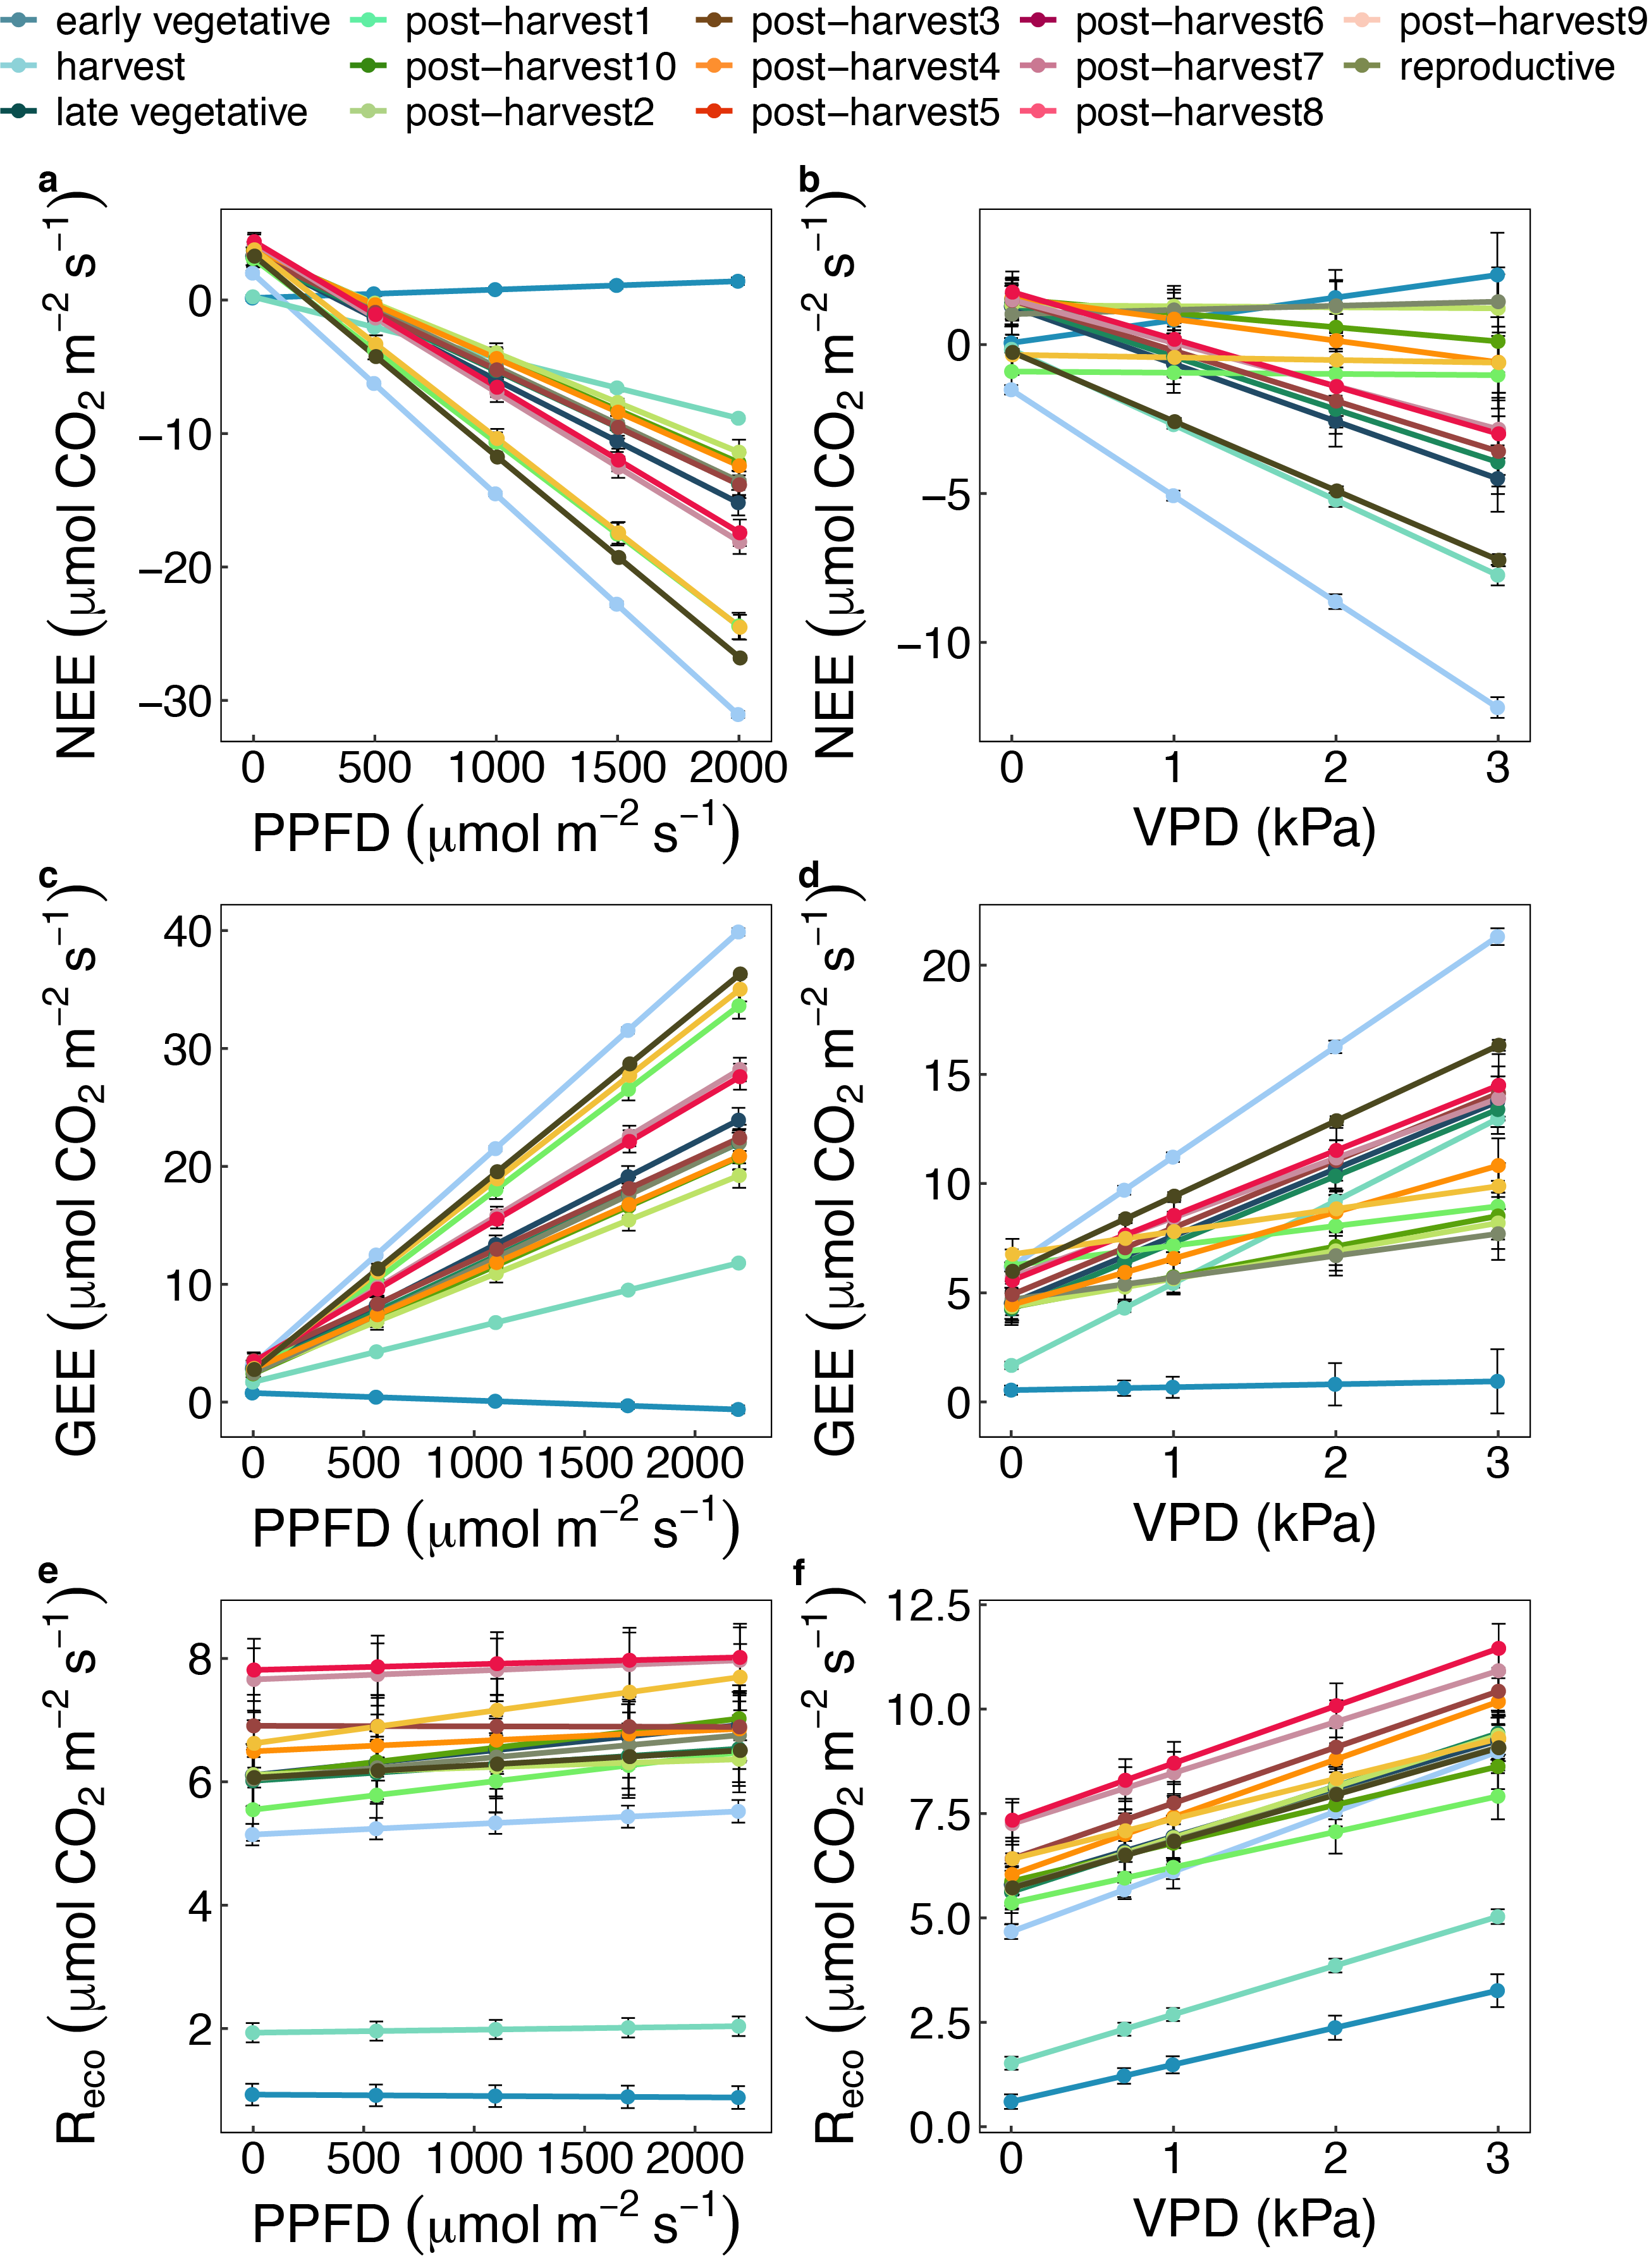 early vegetative post−harvest1 post−harvest3 post−harvest6 post−harvest9
harvest post−harvest10 post−harvest4 post−harvest7 reproductive
late vegetative post−harvest2 post−harvest5 post−harvest8
a
NEE (μmol CO₂ m⁻² s⁻¹)
0
−10
−20
−30
0 500 1000 1500 2000
PPFD (μmol m⁻² s⁻¹)
b
NEE (μmol CO₂ m⁻² s⁻¹)
0
−5
−10
0 1 2 3
VPD (kPa)
c
GEE (μmol CO₂ m⁻² s⁻¹)
40
30
20
10
0
0 500 1000 1500 2000
PPFD (μmol m⁻² s⁻¹)
d
GEE (μmol CO₂ m⁻² s⁻¹)
20
15
10
5
0
0 1 2 3
VPD (kPa)
e
Reco (μmol CO₂ m⁻² s⁻¹)
8
6
4
2
0 500 1000 1500 2000
PPFD (μmol m⁻² s⁻¹)
f
Reco (μmol CO₂ m⁻² s⁻¹)
12.5
10.0
7.5
5.0
2.5
0.0
0 1 2 3
VPD (kPa)